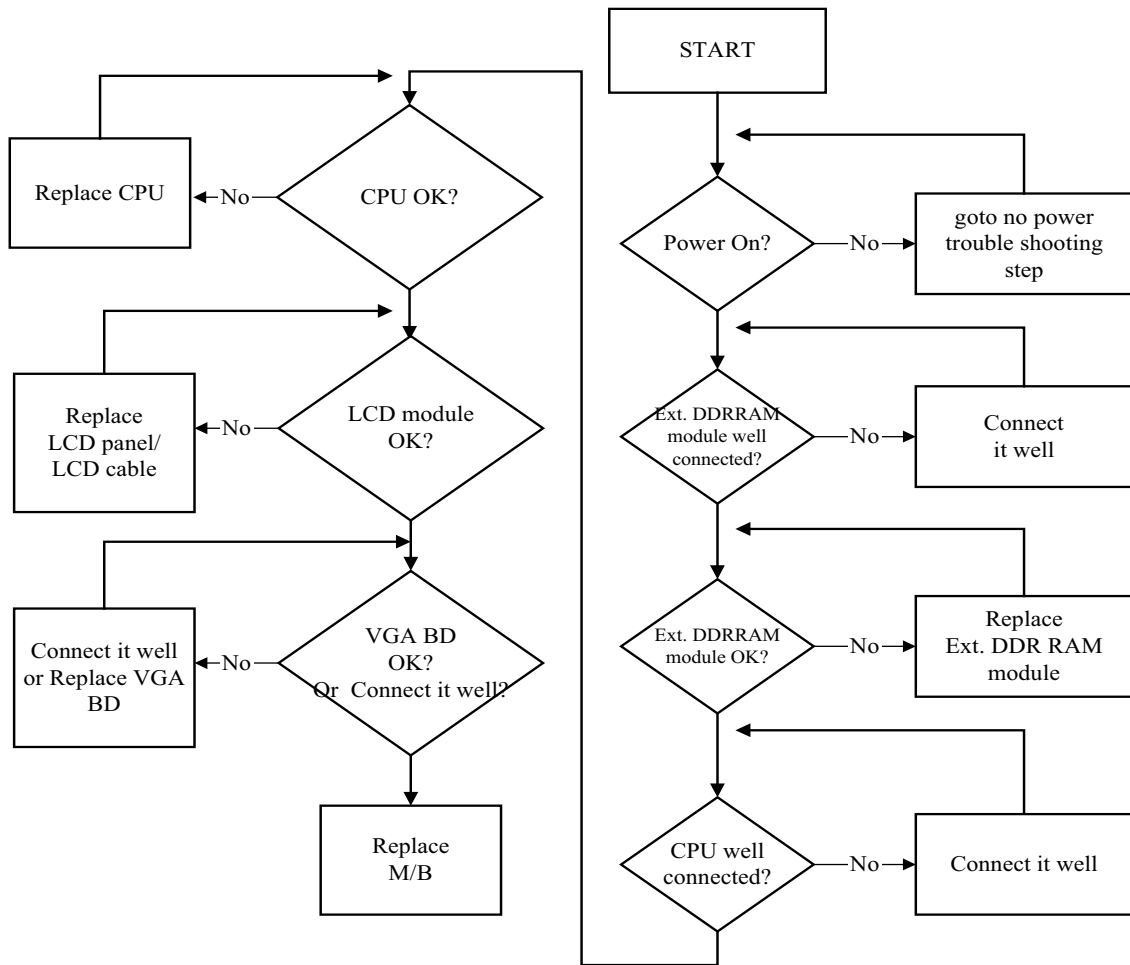 START
Power On?
No
goto no power
trouble shooting
step
Ext. DDRRAM
module well
connected?
No
Connect
it well
Ext. DDRRAM
module OK?
No
Replace
Ext. DDR RAM
module
CPU well
connected?
No
Connect it well
CPU OK?
No
Replace CPU
LCD module
OK?
No
Replace
LCD panel/
LCD cable
VGA BD
OK?
Or Connect it well?
No
Connect it well
or Replace VGA
BD
Replace
M/B